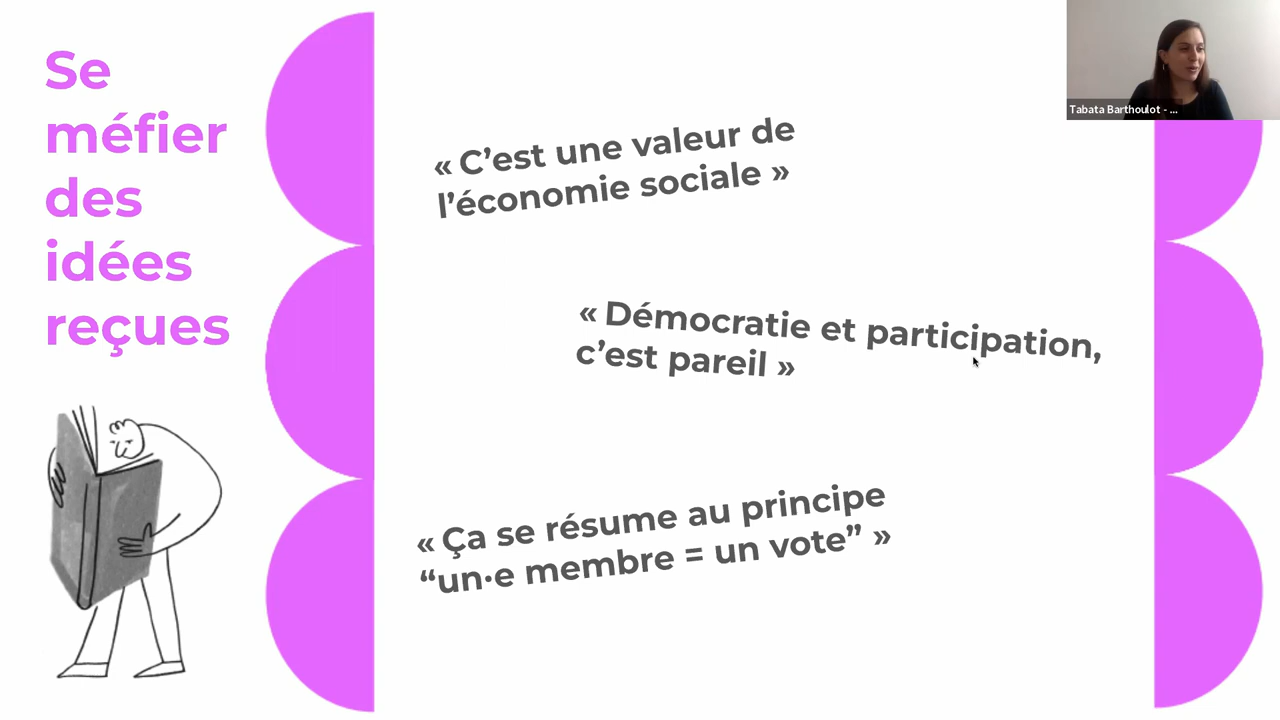 Se
méfier
des
idées
reçues
« C’est une valeur de
l’économie sociale »
« Démocratie et participation,
c’est pareil »
« Ça se résume au principe
“un·e membre = un vote” »
Tabata Barthoulot - ...